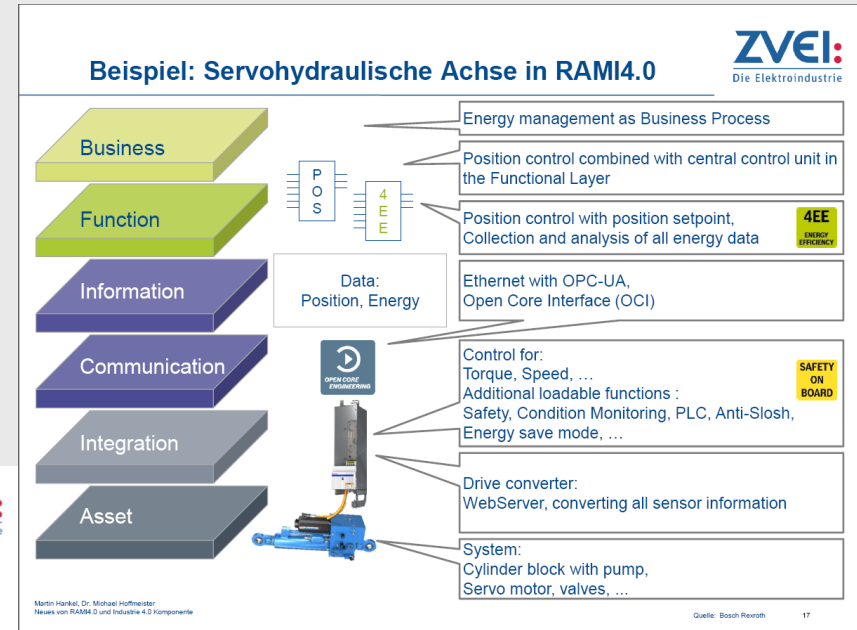 Beispiel: Servohydraulische Achse in RAMI4.0
ZVEI:
Die Elektroindustrie
Business
Function
Information
Communication
Integration
Asset
POS
4EE
Data:
Position, Energy
OPEN CORE
ENGINEERING
Energy management as Business Process
Position control combined with central control unit in
the Functional Layer
Position control with position setpoint,
Collection and analysis of all energy data
4EE
ENERGY
EFFICIENCY
Ethernet with OPC-UA,
Open Core Interface (OCI)
Control for:
Torque, Speed, …
Additional loadable functions :
Safety, Condition Monitoring, PLC, Anti-Slosh,
Energy save mode, …
SAFETY
ON
BOARD
Drive converter:
WebServer, converting all sensor information
System:
Cylinder block with pump,
Servo motor, valves, ...
Martin Hankel, Dr. Michael Hoffmeister
Neues von RAMI4.0 und Industrie 4.0 Komponente
Quelle: Bosch Rexroth
17